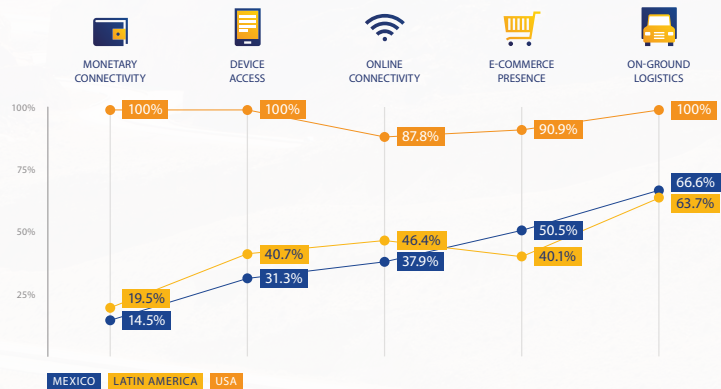 MONETARY
CONNECTIVITY
DEVICE
ACCESS
ONLINE
CONNECTIVITY
E-COMMERCE
PRESENCE
ON-GROUND
LOGISTICS
100%
75%
50%
25%
100%
100%
87.8%
90.9%
100%
19.5%
40.7%
46.4%
40.1%
63.7%
14.5%
31.3%
37.9%
50.5%
66.6%
MEXICO
LATIN AMERICA
USA